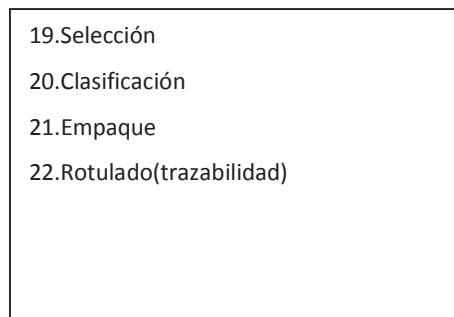 19.Selección
20.Clasificación
21.Empaque
22.Rotulado(trazabilidad)